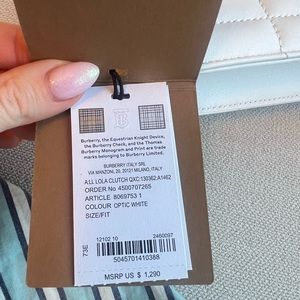 Burberry, the Equestrian Knight Device,
the Burberry Check, and the Thomas
Burberry Monogram and Print are trade
marks belonging to Burberry Limited.
BURBERRY ITALY SRL
VIA MANZONI, 20, 20121 MILANO, ITALY
A:LL LOLA CLUTCH QXC:130362:A1462
ORDER No 4500707265
ARTICLE 8069753 1
COLOUR OPTIC WHITE
SIZE/FIT
73E
12102 10 2460097
5045701410388
MSRP US $ 1,290